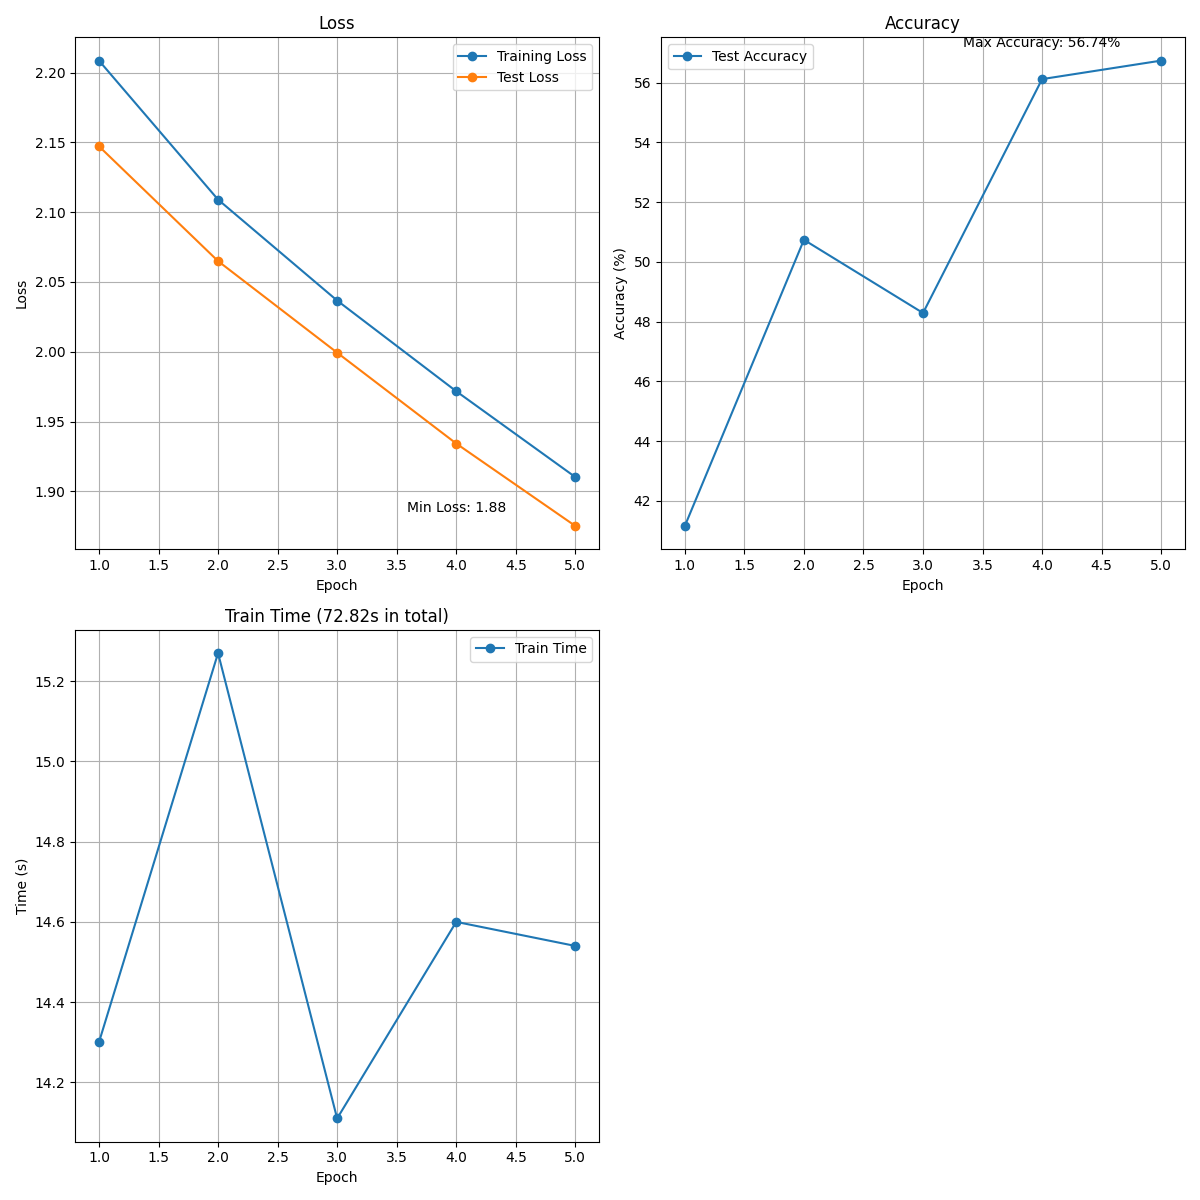 Loss
Training Loss
Test Loss
2.20
2.15
2.10
2.05
2.00
1.95
1.90
Loss
Min Loss: 1.88
1.0 1.5 2.0 2.5 3.0 3.5 4.0 4.5 5.0
Epoch
Accuracy
Max Accuracy: 56.74%
Test Accuracy
56
54
52
50
48
46
44
42
Accuracy (%)
1.0 1.5 2.0 2.5 3.0 3.5 4.0 4.5 5.0
Epoch
Train Time (72.82s in total)
Train Time
15.2
15.0
14.8
14.6
14.4
14.2
Time (s)
1.0 1.5 2.0 2.5 3.0 3.5 4.0 4.5 5.0
Epoch